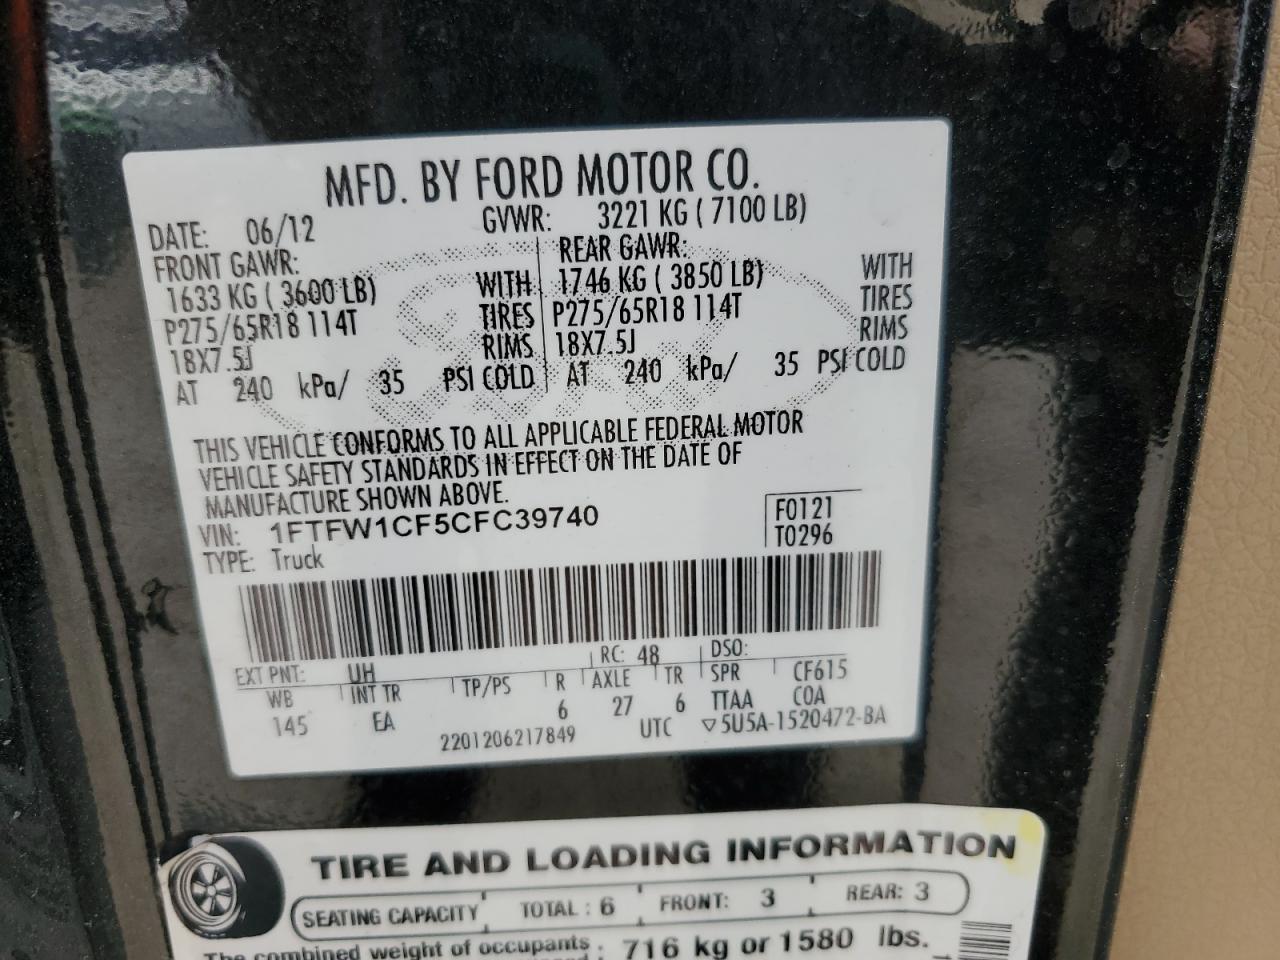 MFD. BY FORD MOTOR CO.
DATE: 06/12 GVWR: 3221 KG ( 7100 LB)
FRONT GAWR: REAR GAWR:
1633 KG ( 3600 LB) WITH 1746 KG ( 3850 LB) WITH
P275/65R18 114T TIRES P275/65R18 114T TIRES
18X7.5J RIMS 18X7.5J RIMS
AT 240 kPa/ 35 PSI COLD AT 240 kPa/ 35 PSI COLD
THIS VEHICLE CONFORMS TO ALL APPLICABLE FEDERAL MOTOR
VEHICLE SAFETY STANDARDS IN EFFECT ON THE DATE OF
MANUFACTURE SHOWN ABOVE.
VIN: 1FTFW1CF5CFC39740 F0121
TYPE: Truck T0296
EXT PNT: UH RC: 48 DSO:
WB INT TR TP/PS R AXLE TR SPR CF615
145 EA 6 27 6 TTAA COA
2201206217849 UTC ▽5U5A-1520472-BA
TIRE AND LOADING INFORMATION
SEATING CAPACITY TOTAL : 6 FRONT: 3 REAR: 3
The combined weight of occupants 716 kg or 1580 lbs.